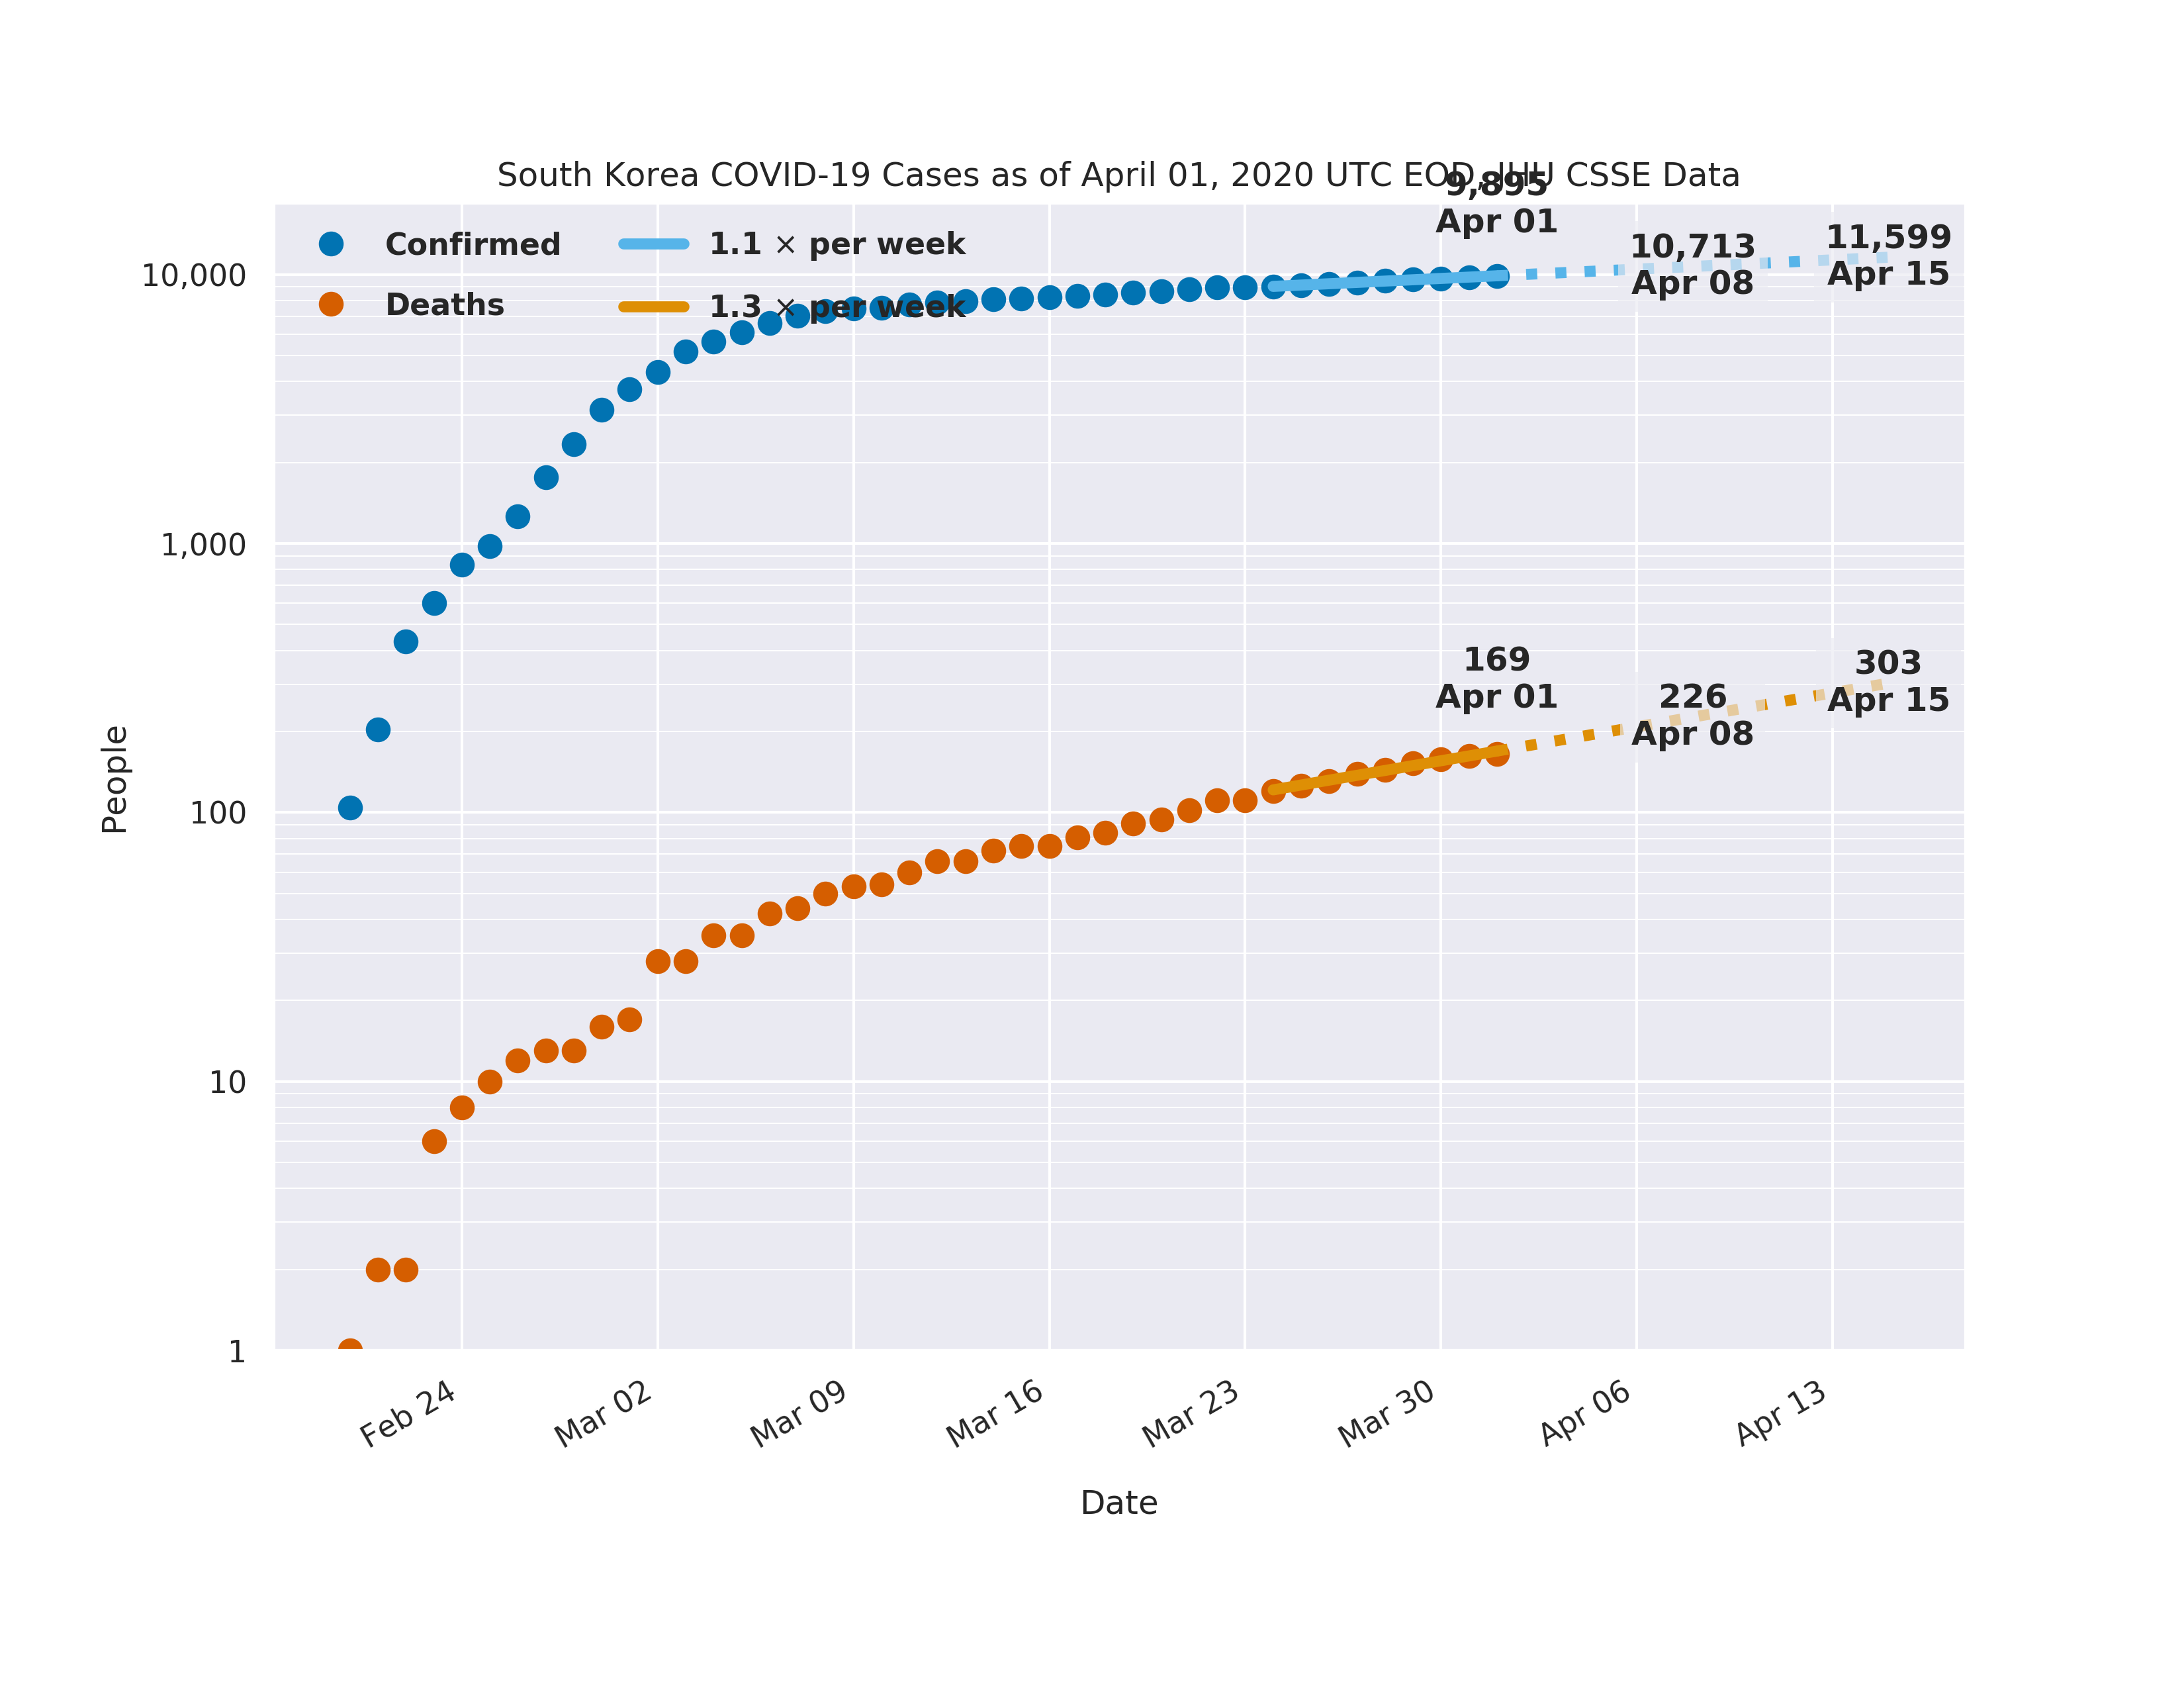 South Korea COVID-19 Cases as of April 01, 2020 UTC EOD, JHU CSSE Data
9,895
Apr 01
10,713
Apr 08
11,599
Apr 15
Confirmed
1.1 × per week
Deaths
1.3 × per week
169
Apr 01
226
Apr 08
303
Apr 15
People
10,000
1,000
100
10
1
Feb 24
Mar 02
Mar 09
Mar 16
Mar 23
Mar 30
Apr 06
Apr 13
Date